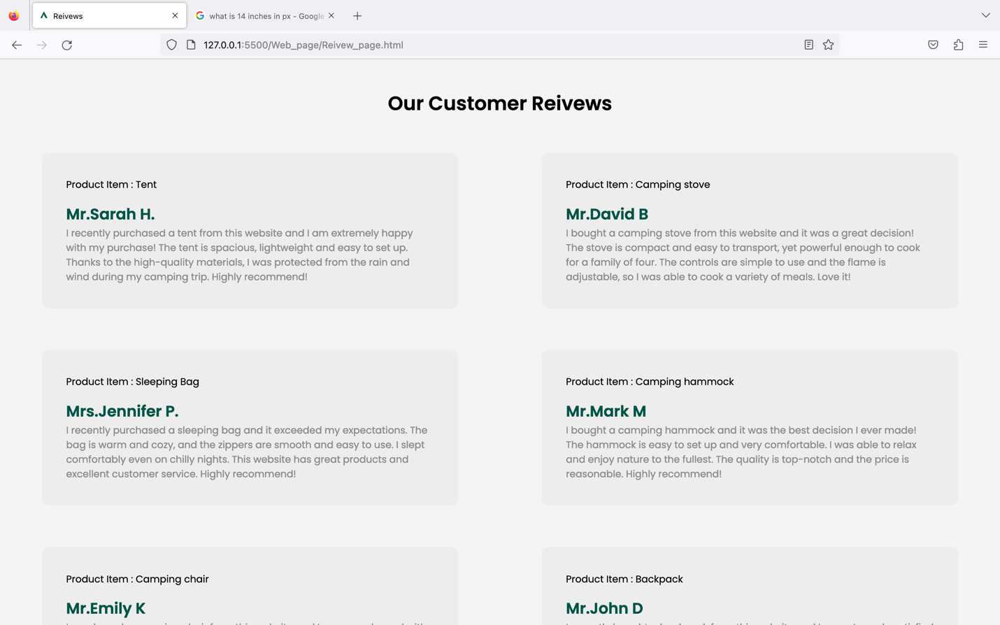 Reivews
what is 14 inches in px - Google
127.0.0.1:5500/Web_page/Reivew_page.html
Our Customer Reivews
Product Item : Tent
Mr.Sarah H.
I recently purchased a tent from this website and I am extremely happy
with my purchase! The tent is spacious, lightweight and easy to set up.
Thanks to the high-quality materials, I was protected from the rain and
wind during my camping trip. Highly recommend!
Product Item : Camping stove
Mr.David B
I bought a camping stove from this website and it was a great decision!
The stove is compact and easy to transport, yet powerful enough to cook
for a family of four. The controls are simple to use and the flame is
adjustable, so I was able to cook a variety of meals. Love it!
Product Item : Sleeping Bag
Mrs.Jennifer P.
I recently purchased a sleeping bag and it exceeded my expectations. The
bag is warm and cozy, and the zippers are smooth and easy to use. I slept
comfortably even on chilly nights. This website has great products and
excellent customer service. Highly recommend!
Product Item : Camping hammock
Mr.Mark M
I bought a camping hammock and it was the best decision I ever made!
The hammock is easy to set up and very comfortable. I was able to relax
and enjoy nature to the fullest. The quality is top-notch and the price is
reasonable. Highly recommend!
Product Item : Camping chair
Mr.Emily K
Product Item : Backpack
Mr.John D